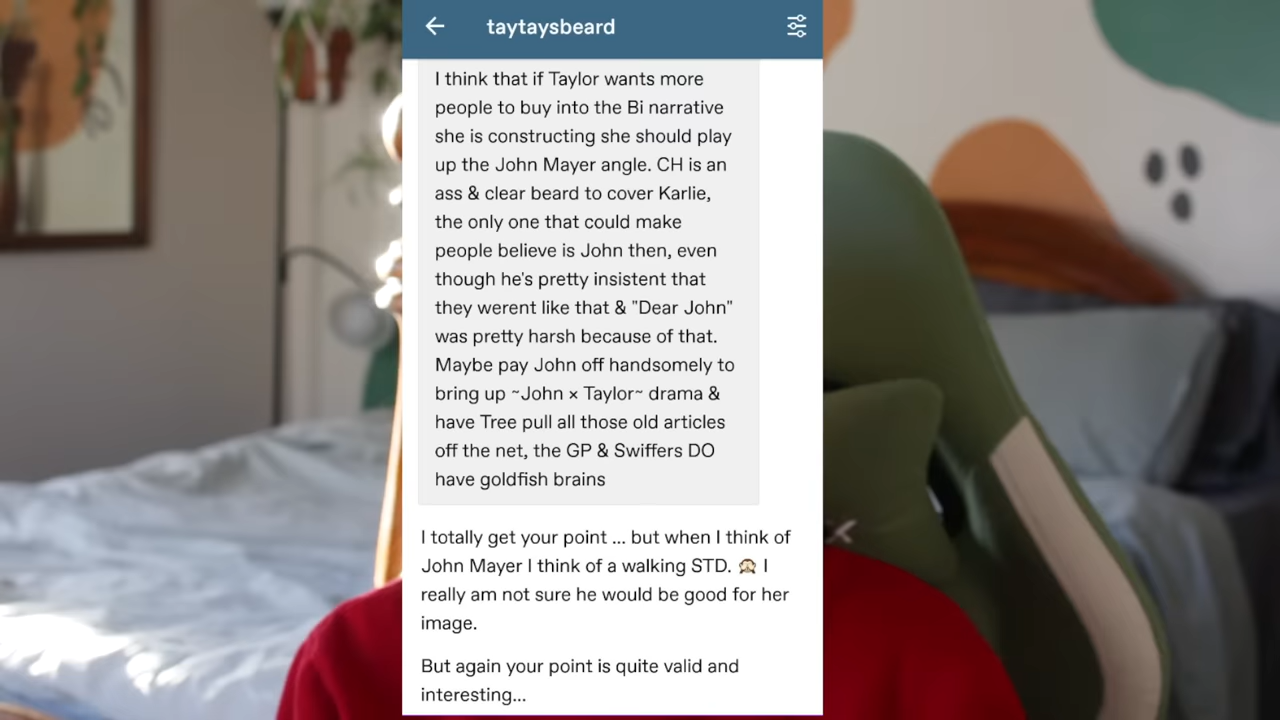 taytaysbeard
I think that if Taylor wants more
people to buy into the Bi narrative
she is constructing she should play
up the John Mayer angle. CH is an
ass & clear beard to cover Karlie,
the only one that could make
people believe is John then, even
though he's pretty insistent that
they werent like that & "Dear John"
was pretty harsh because of that.
Maybe pay John off handsomely to
bring up ~John × Taylor~ drama &
have Tree pull all those old articles
off the net, the GP & Swiffers DO
have goldfish brains
I totally get your point ... but when I think of
John Mayer I think of a walking STD. 🙊 I
really am not sure he would be good for her
image.
But again your point is quite valid and
interesting...